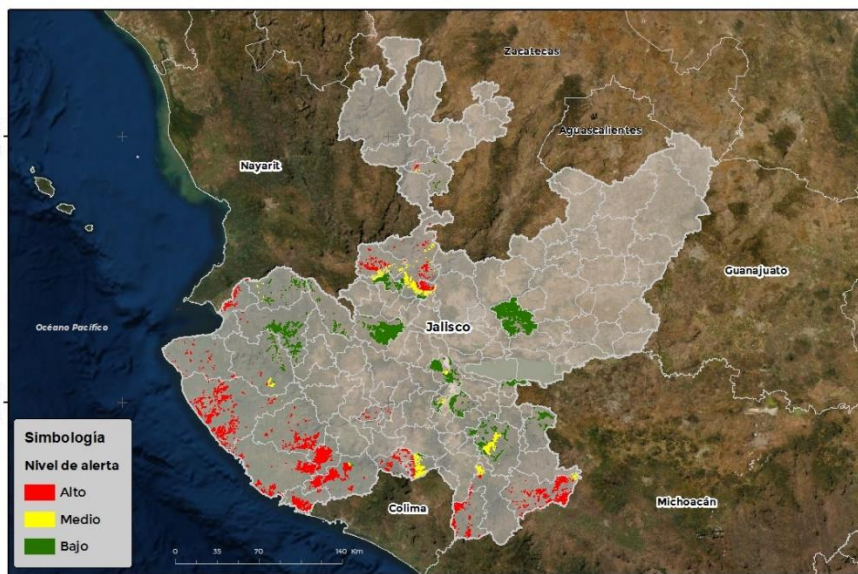 Zacatecas
Aguascalientes
Nayarit
Guanajuato
Océano Pacífico
Jalisco
Simbología
Nivel de alerta
Alto
Medio
Bajo
Colima
Michoacán
0 35 70 140 Km